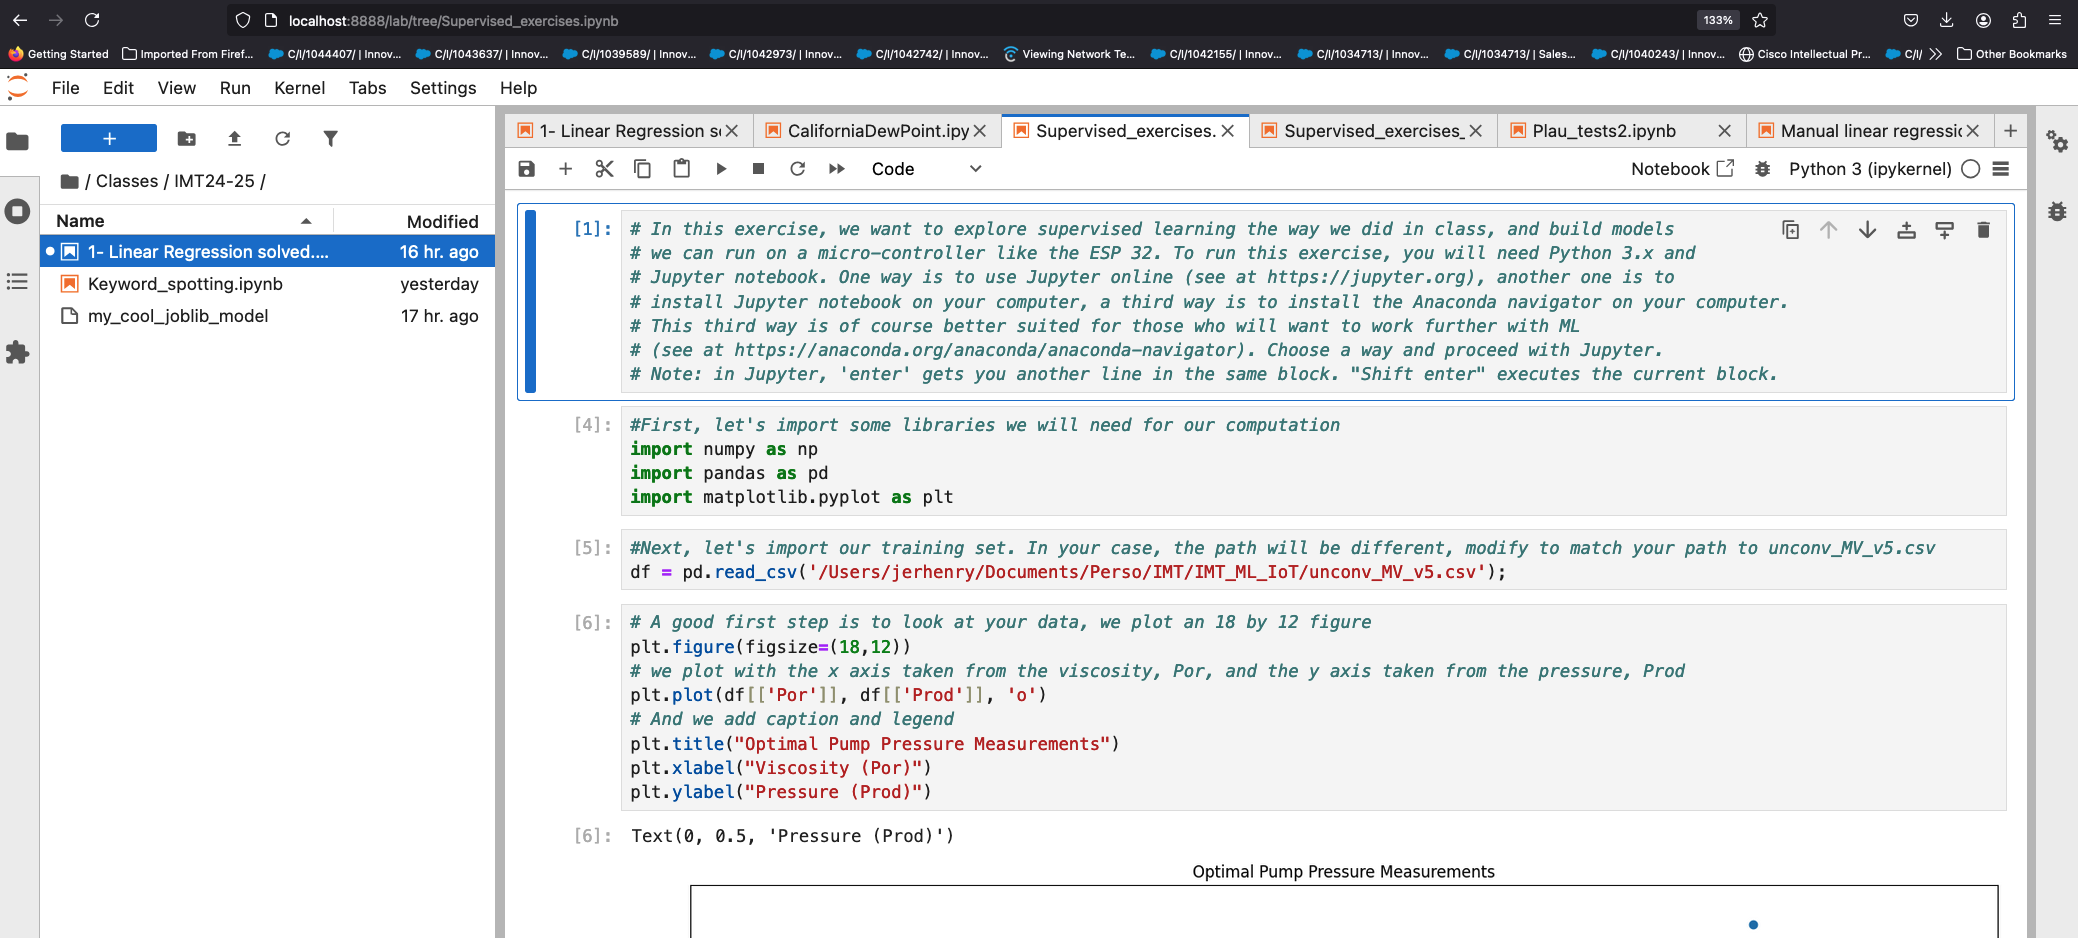 localhost:8888/lab/tree/Supervised_exercises.ipynb
133%
Getting Started
Imported From Firef...
C/I/1044407/ | Innov...
C/I/1043637/ | Innov...
C/I/1039589/ | Innov...
C/I/1042973/ | Innov...
C/I/1042742/ | Innov...
Viewing Network Te...
C/I/1042155/ | Innov...
C/I/1034713/ | Innov...
C/I/1034713/ | Sales...
C/I/1040243/ | Innov...
Cisco Intellectual Pr...
C/I/
Other Bookmarks
File Edit View Run Kernel Tabs Settings Help
/ Classes / IMT24-25 /
Name Modified
1- Linear Regression solved.... 16 hr. ago
Keyword_spotting.ipynb yesterday
my_cool_joblib_model 17 hr. ago
1- Linear Regression s
CaliforniaDewPoint.ipy
Supervised_exercises.
Supervised_exercises_
Plau_tests2.ipynb
Manual linear regressi
Code
Notebook
Python 3 (ipykernel)
[1]: # In this exercise, we want to explore supervised learning the way we did in class, and build models
# we can run on a micro-controller like the ESP 32. To run this exercise, you will need Python 3.x and
# Jupyter notebook. One way is to use Jupyter online (see at https://jupyter.org), another one is to
# install Jupyter notebook on your computer, a third way is to install the Anaconda navigator on your computer.
# This third way is of course better suited for those who will want to work further with ML
# (see at https://anaconda.org/anaconda/anaconda-navigator). Choose a way and proceed with Jupyter.
# Note: in Jupyter, 'enter' gets you another line in the same block. "Shift enter" executes the current block.
[4]: #First, let's import some libraries we will need for our computation
import numpy as np
import pandas as pd
import matplotlib.pyplot as plt
[5]: #Next, let's import our training set. In your case, the path will be different, modify to match your path to unconv_MV_v5.csv
df = pd.read_csv('/Users/jerhenry/Documents/Perso/IMT/IMT_ML_IoT/unconv_MV_v5.csv');
[6]: # A good first step is to look at your data, we plot an 18 by 12 figure
plt.figure(figsize=(18,12))
# we plot with the x axis taken from the viscosity, Por, and the y axis taken from the pressure, Prod
plt.plot(df[['Por']], df[['Prod']], 'o')
# And we add caption and legend
plt.title("Optimal Pump Pressure Measurements")
plt.xlabel("Viscosity (Por)")
plt.ylabel("Pressure (Prod)")
[6]: Text(0, 0.5, 'Pressure (Prod)')
Optimal Pump Pressure Measurements